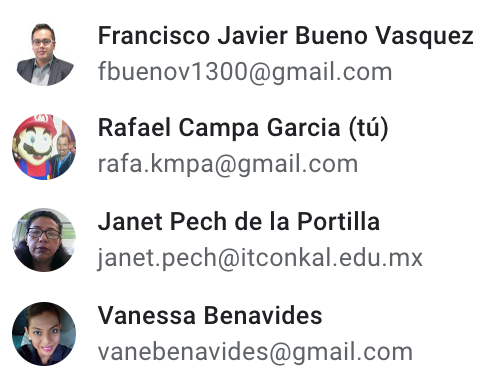 Francisco Javier Bueno Vasquez
fbuenov1300@gmail.com
Rafael Campa Garcia (tú)
rafa.kmpa@gmail.com
Janet Pech de la Portilla
janet.pech@itconkal.edu.mx
Vanessa Benavides
vanebenavides@gmail.com